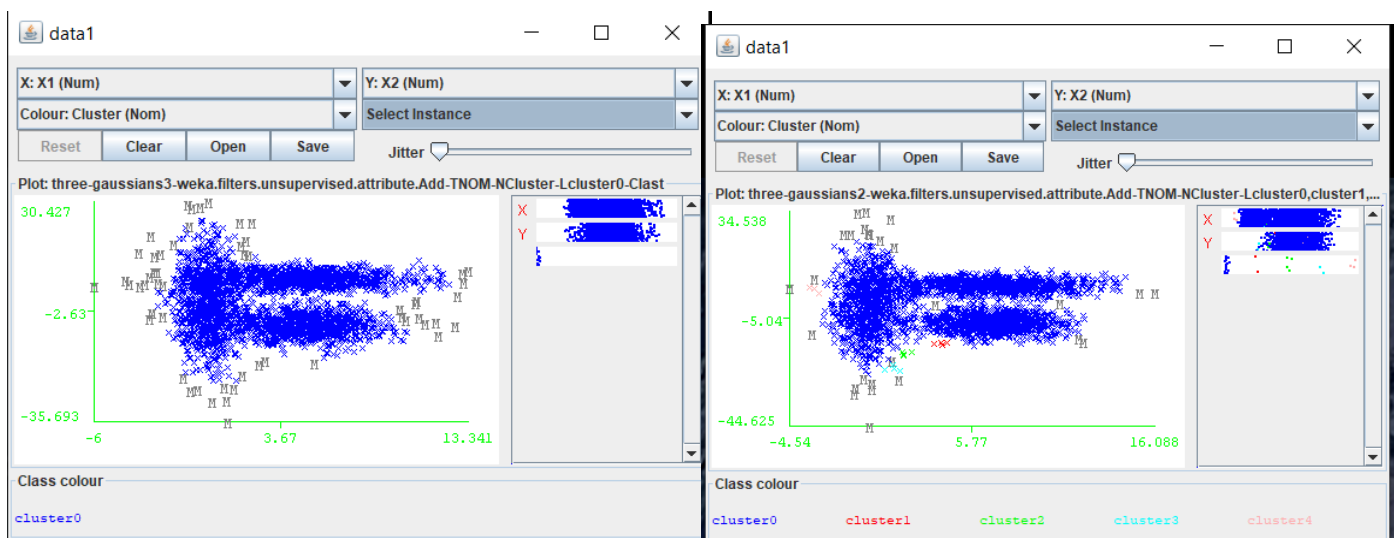 data1
X: X1 (Num)
Y: X2 (Num)
Colour: Cluster (Nom)
Select Instance
Reset
Clear
Open
Save
Jitter
Plot: three-gaussians3-weka.filters.unsupervised.attribute.Add-TNOM-NCluster-Lcluster0-Clast
30.427
-2.63
-35.693
-6
3.67
13.341
X
Y
Class colour
cluster0
data1
X: X1 (Num)
Y: X2 (Num)
Colour: Cluster (Nom)
Select Instance
Reset
Clear
Open
Save
Jitter
Plot: three-gaussians2-weka.filters.unsupervised.attribute.Add-TNOM-NCluster-Lcluster0,cluster1,...
34.538
-5.04
-44.625
-4.54
5.77
16.088
X
Y
Class colour
cluster0 cluster1 cluster2 cluster3 cluster4